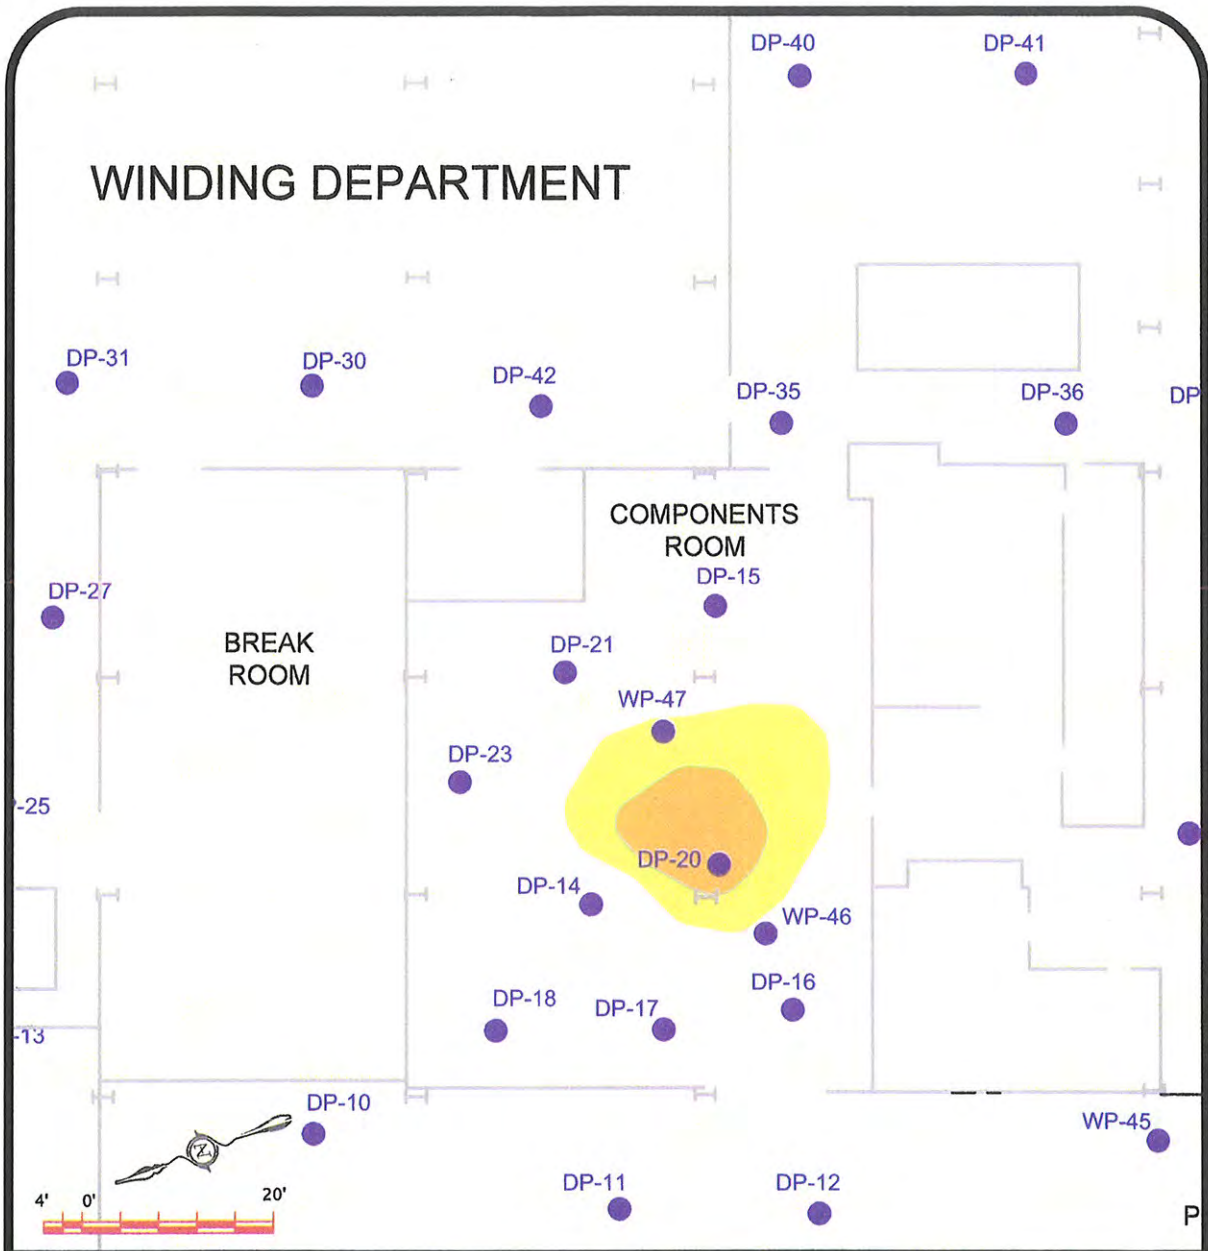 DP-40
DP-41
WINDING DEPARTMENT
DP-31
DP-30
DP-42
DP-35
DP-36
DP
COMPONENTS
ROOM
DP-15
DP-27
BREAK
ROOM
DP-21
WP-47
DP-23
-25
DP-20
DP-14
WP-46
DP-16
DP-18
DP-17
-13
DP-10
WP-45
N
4' 0' 20'
DP-11
DP-12
P